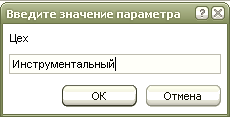 Введите значение параметра
Цех
Инструментальный
ОК
Отмена